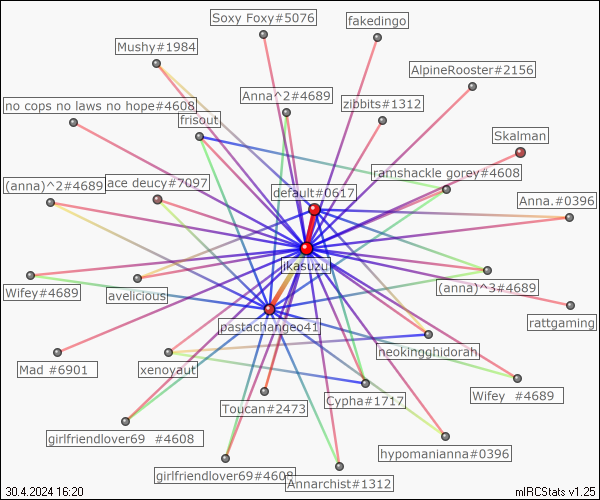 Soxy Foxy#5076
fakedingo
Mushy#1984
AlpineRooster#2156
Anna^2#4689
zibbits#1312
no cops no laws no hope#4608
frisout
Skalman
ramshackle gorey#4608
(anna)^2#4689
ace deucy#7097
default#0617
Anna.#0396
ikasuzu
Wifey#4689
avelicious
(anna)^3#4689
rattgaming
pastachangeo41
neokingghidorah
Mad #6901
xenoyaut
Wifey #4689
Toucan#2473
Cypha#1717
girlfriendlover69 #4608
hypomanianna#0396
girlfriendlover69#4608
Annarchist#1312
30.4.2024 16:20
mIRCStats v1.25